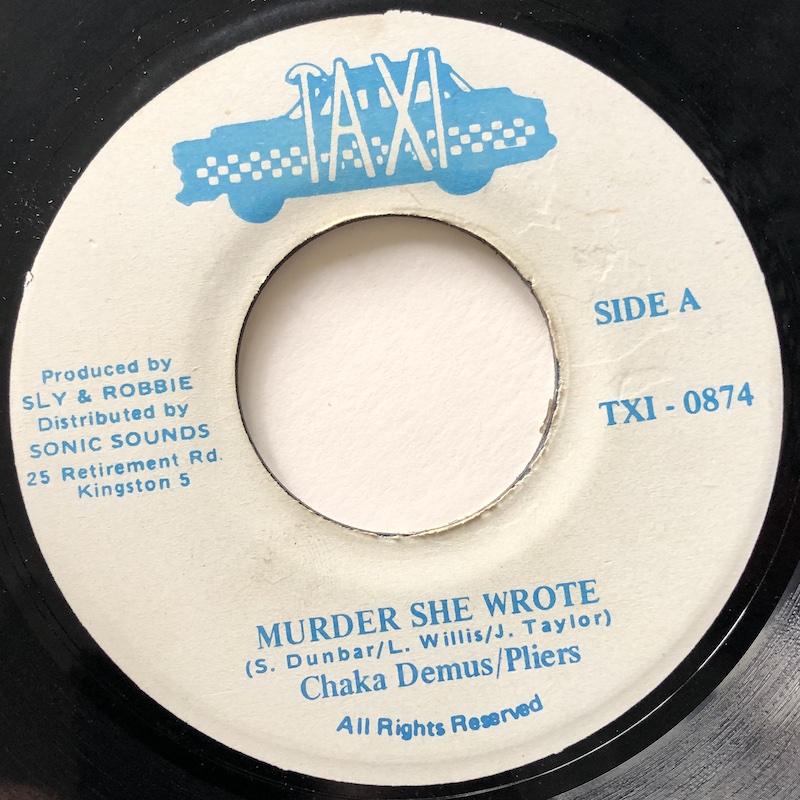 TAXI
SIDE A
TXI - 0874
Produced by
SLY & ROBBIE
Distributed by
SONIC SOUNDS
25 Retirement Rd.
Kingston 5
MURDER SHE WROTE
(S. Dunbar/L. Willis/J. Taylor)
Chaka Demus/Pliers
All Rights Reserved